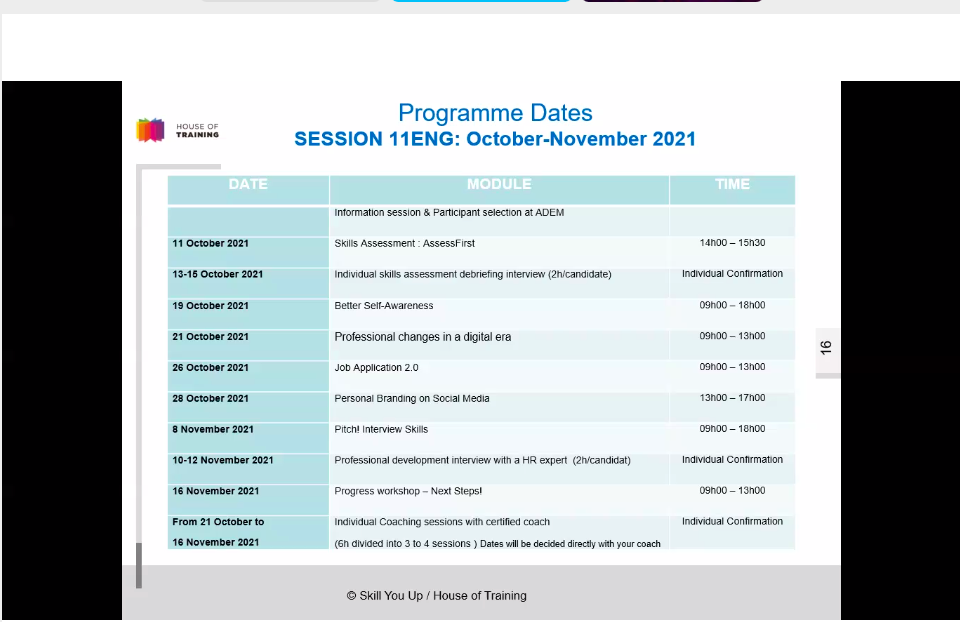 HOUSE OF
TRAINING
Programme Dates
SESSION 11ENG: October-November 2021
DATE MODULE TIME
Information session & Participant selection at ADEM
11 October 2021 Skills Assessment : AssessFirst 14h00 – 15h30
13-15 October 2021 Individual skills assessment debriefing interview (2h/candidate) Individual Confirmation
19 October 2021 Better Self-Awareness 09h00 – 18h00
21 October 2021 Professional changes in a digital era 09h00 – 13h00
26 October 2021 Job Application 2.0 09h00 – 13h00
28 October 2021 Personal Branding on Social Media 13h00 – 17h00
8 November 2021 Pitch! Interview Skills 09h00 – 18h00
10-12 November 2021 Professional development interview with a HR expert (2h/candidat) Individual Confirmation
16 November 2021 Progress workshop – Next Steps! 09h00 – 13h00
From 21 October to Individual Coaching sessions with certified coach Individual Confirmation
16 November 2021 (6h divided into 3 to 4 sessions ) Dates will be decided directly with your coach
16
© Skill You Up / House of Training